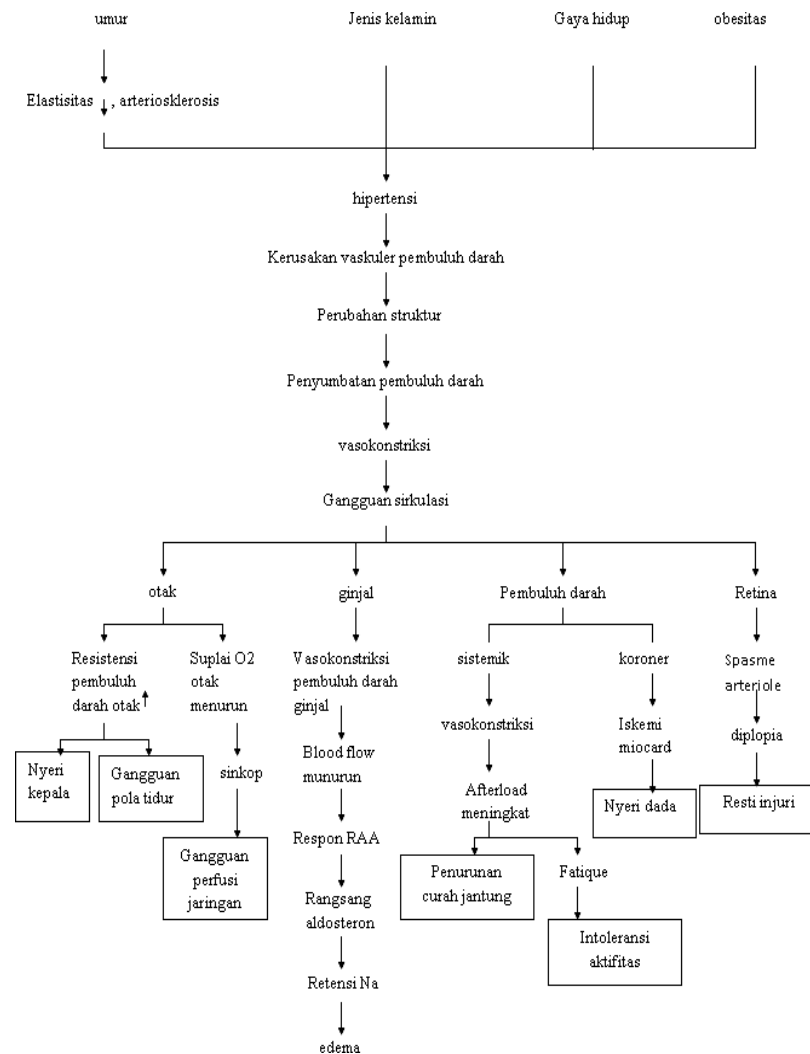 umur
Jenis kelamin
Gaya hidup
obesitas
Elastisitas , arteriosklerosis
hipertensi
Kerusakan vaskuler pembuluh darah
Perubahan struktur
Penyumbatan pembuluh darah
vasokonstriksi
Gangguan sirkulasi
otak
ginjal
Pembuluh darah
Retina
Resistensi
pembuluh
darah otak
Suplai O2
otak
menurun
Vasokonstriksi
pembuluh darah
ginjal
sistemik
koroner
Spasme
arteriole
vasokonstriksi
Iskemi
miocard
diplopia
Nyeri
kepala
Gangguan
pola tidur
sinkop
Blood flow
munurun
Afterload
meningkat
Nyeri dada
Resti injuri
Gangguan
perfusi
jaringan
Respon RAA
Penurunan
curah jantung
Fatique
Rangsang
aldosteron
Intoleransi
aktifitas
Retensi Na
edema